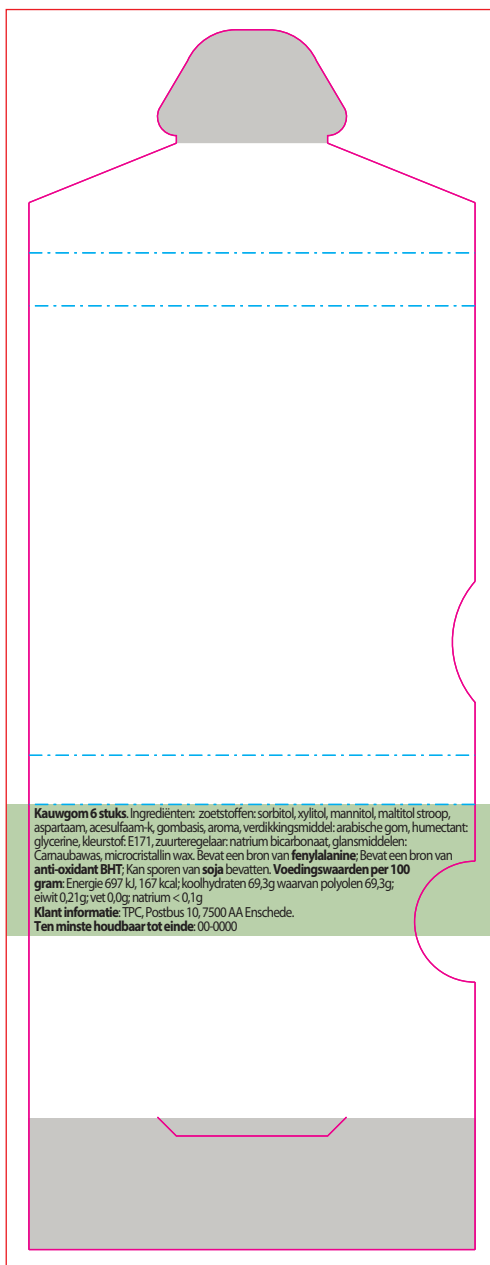 Kauwgom 6 stuks. Ingrediënten: zoetstoffen: sorbitol, xylitol, mannitol, maltitol stroop,
aspartaam, acesulfaam-k, gombasis, aroma, verdikkingsmiddel: arabische gom, humectant:
glycerine, kleurstof: E171, zuurteregelaar: natrium bicarbonaat, glansmiddelen:
Carnaubawas, microcristallin wax. Bevat een bron van fenylalanine; Bevat een bron van
anti-oxidant BHT; Kan sporen van soja bevatten. Voedingswaarden per 100
gram: Energie 697 kJ, 167 kcal; koolhydraten 69,3g waarvan polyolen 69,3g;
eiwit 0,21g; vet 0,0g; natrium < 0,1g
Klant informatie: TPC, Postbus 10, 7500 AA Enschede.
Ten minste houdbaar tot einde: 00-0000